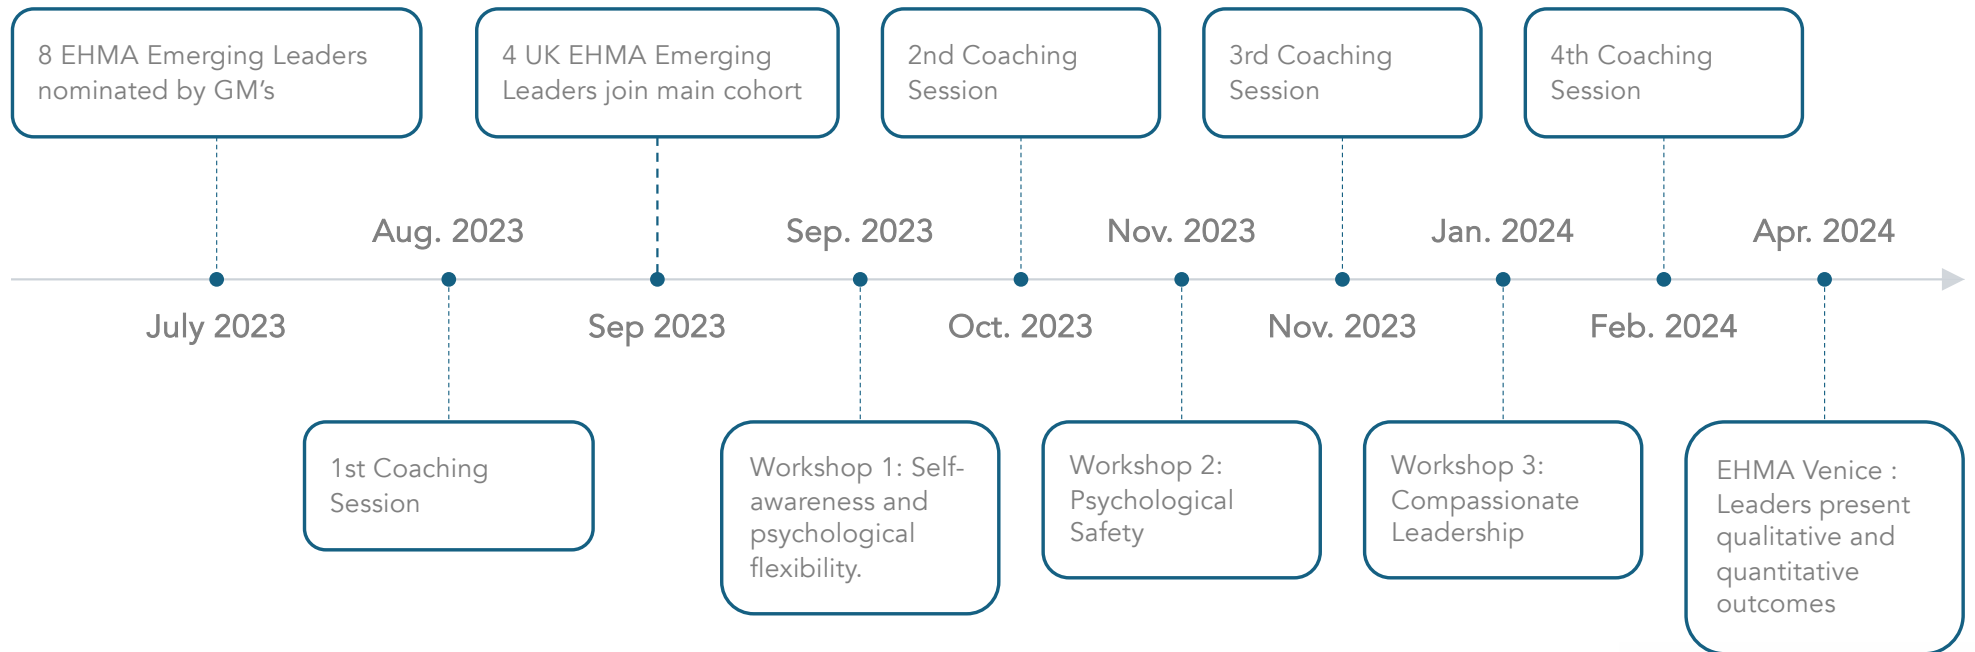 8 EHMA Emerging Leaders
nominated by GM's
4 UK EHMA Emerging
Leaders join main cohort
2nd Coaching
Session
3rd Coaching
Session
4th Coaching
Session
Aug. 2023
Sep. 2023
Nov. 2023
Jan. 2024
Apr. 2024
July 2023
Sep 2023
Oct. 2023
Nov. 2023
Feb. 2024
1st Coaching
Session
Workshop 1: Self-
awareness and
psychological
flexibility.
Workshop 2:
Psychological
Safety
Workshop 3:
Compassionate
Leadership
EHMA Venice :
Leaders present
qualitative and
quantitative
outcomes